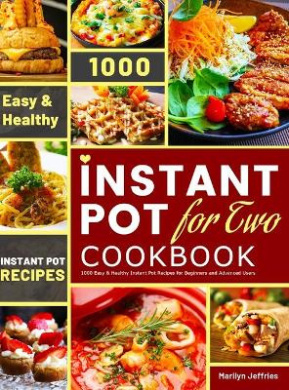 1000
Easy &
Healthy
INSTANT
POT for Two
COOKBOOK
1000 Easy & Healthy Instant Pot Recipes for Beginners and Advanced Users
INSTANT POT
RECIPES
Marilyn Jeffries